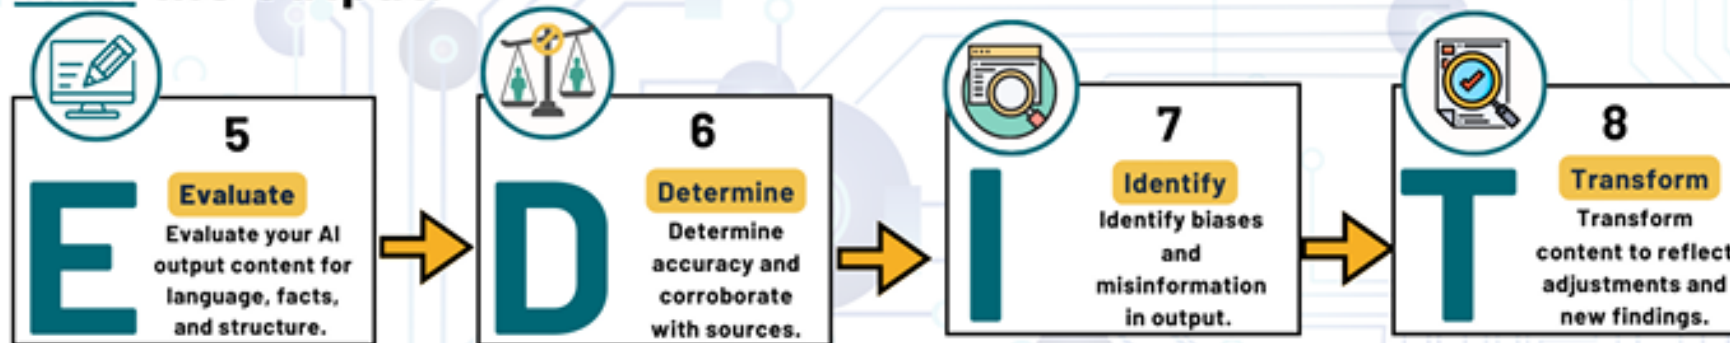 5
E
Evaluate
Evaluate your AI
output content for
language, facts,
and structure.
6
D
Determine
Determine
accuracy and
corroborate
with sources.
7
I
Identify
Identify biases
and
misinformation
in output.
8
T
Transform
Transform
content to reflect
adjustments and
new findings.